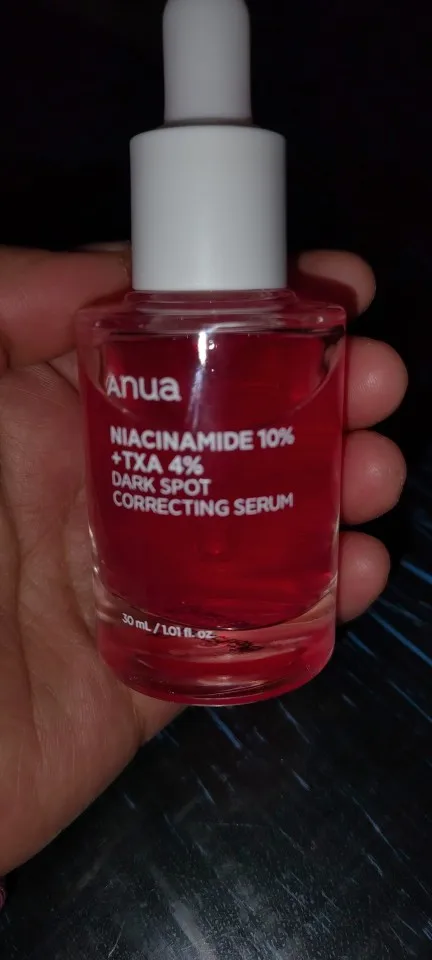 Anua
NIACINAMIDE 10%
+TXA 4%
DARK SPOT
CORRECTING SERUM
30 mL / 1.01 fl. oz